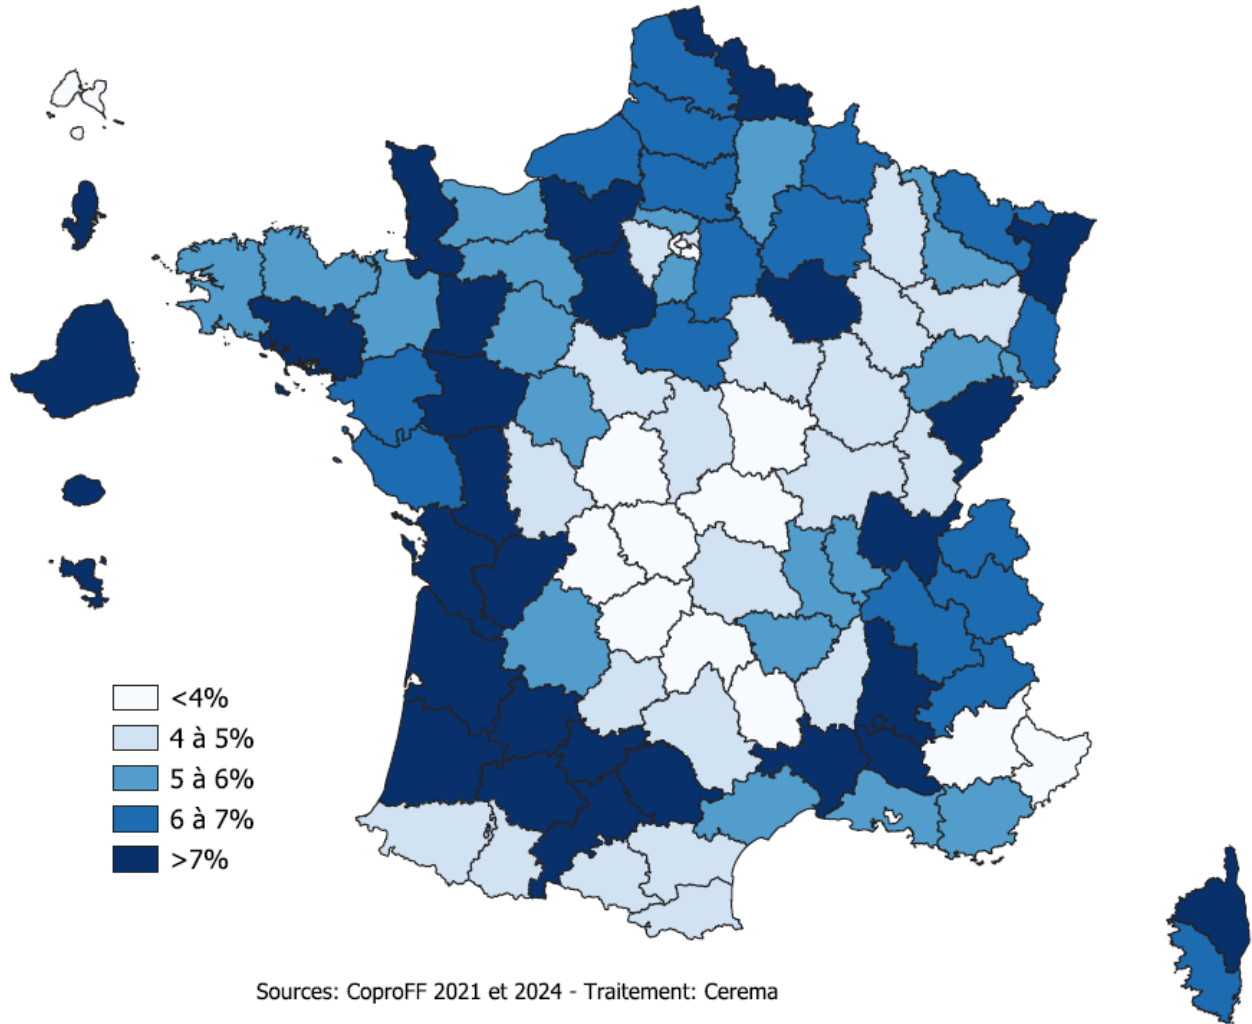 <4%
4 à 5%
5 à 6%
6 à 7%
>7%
Sources: CoproFF 2021 et 2024 - Traitement: Cerema